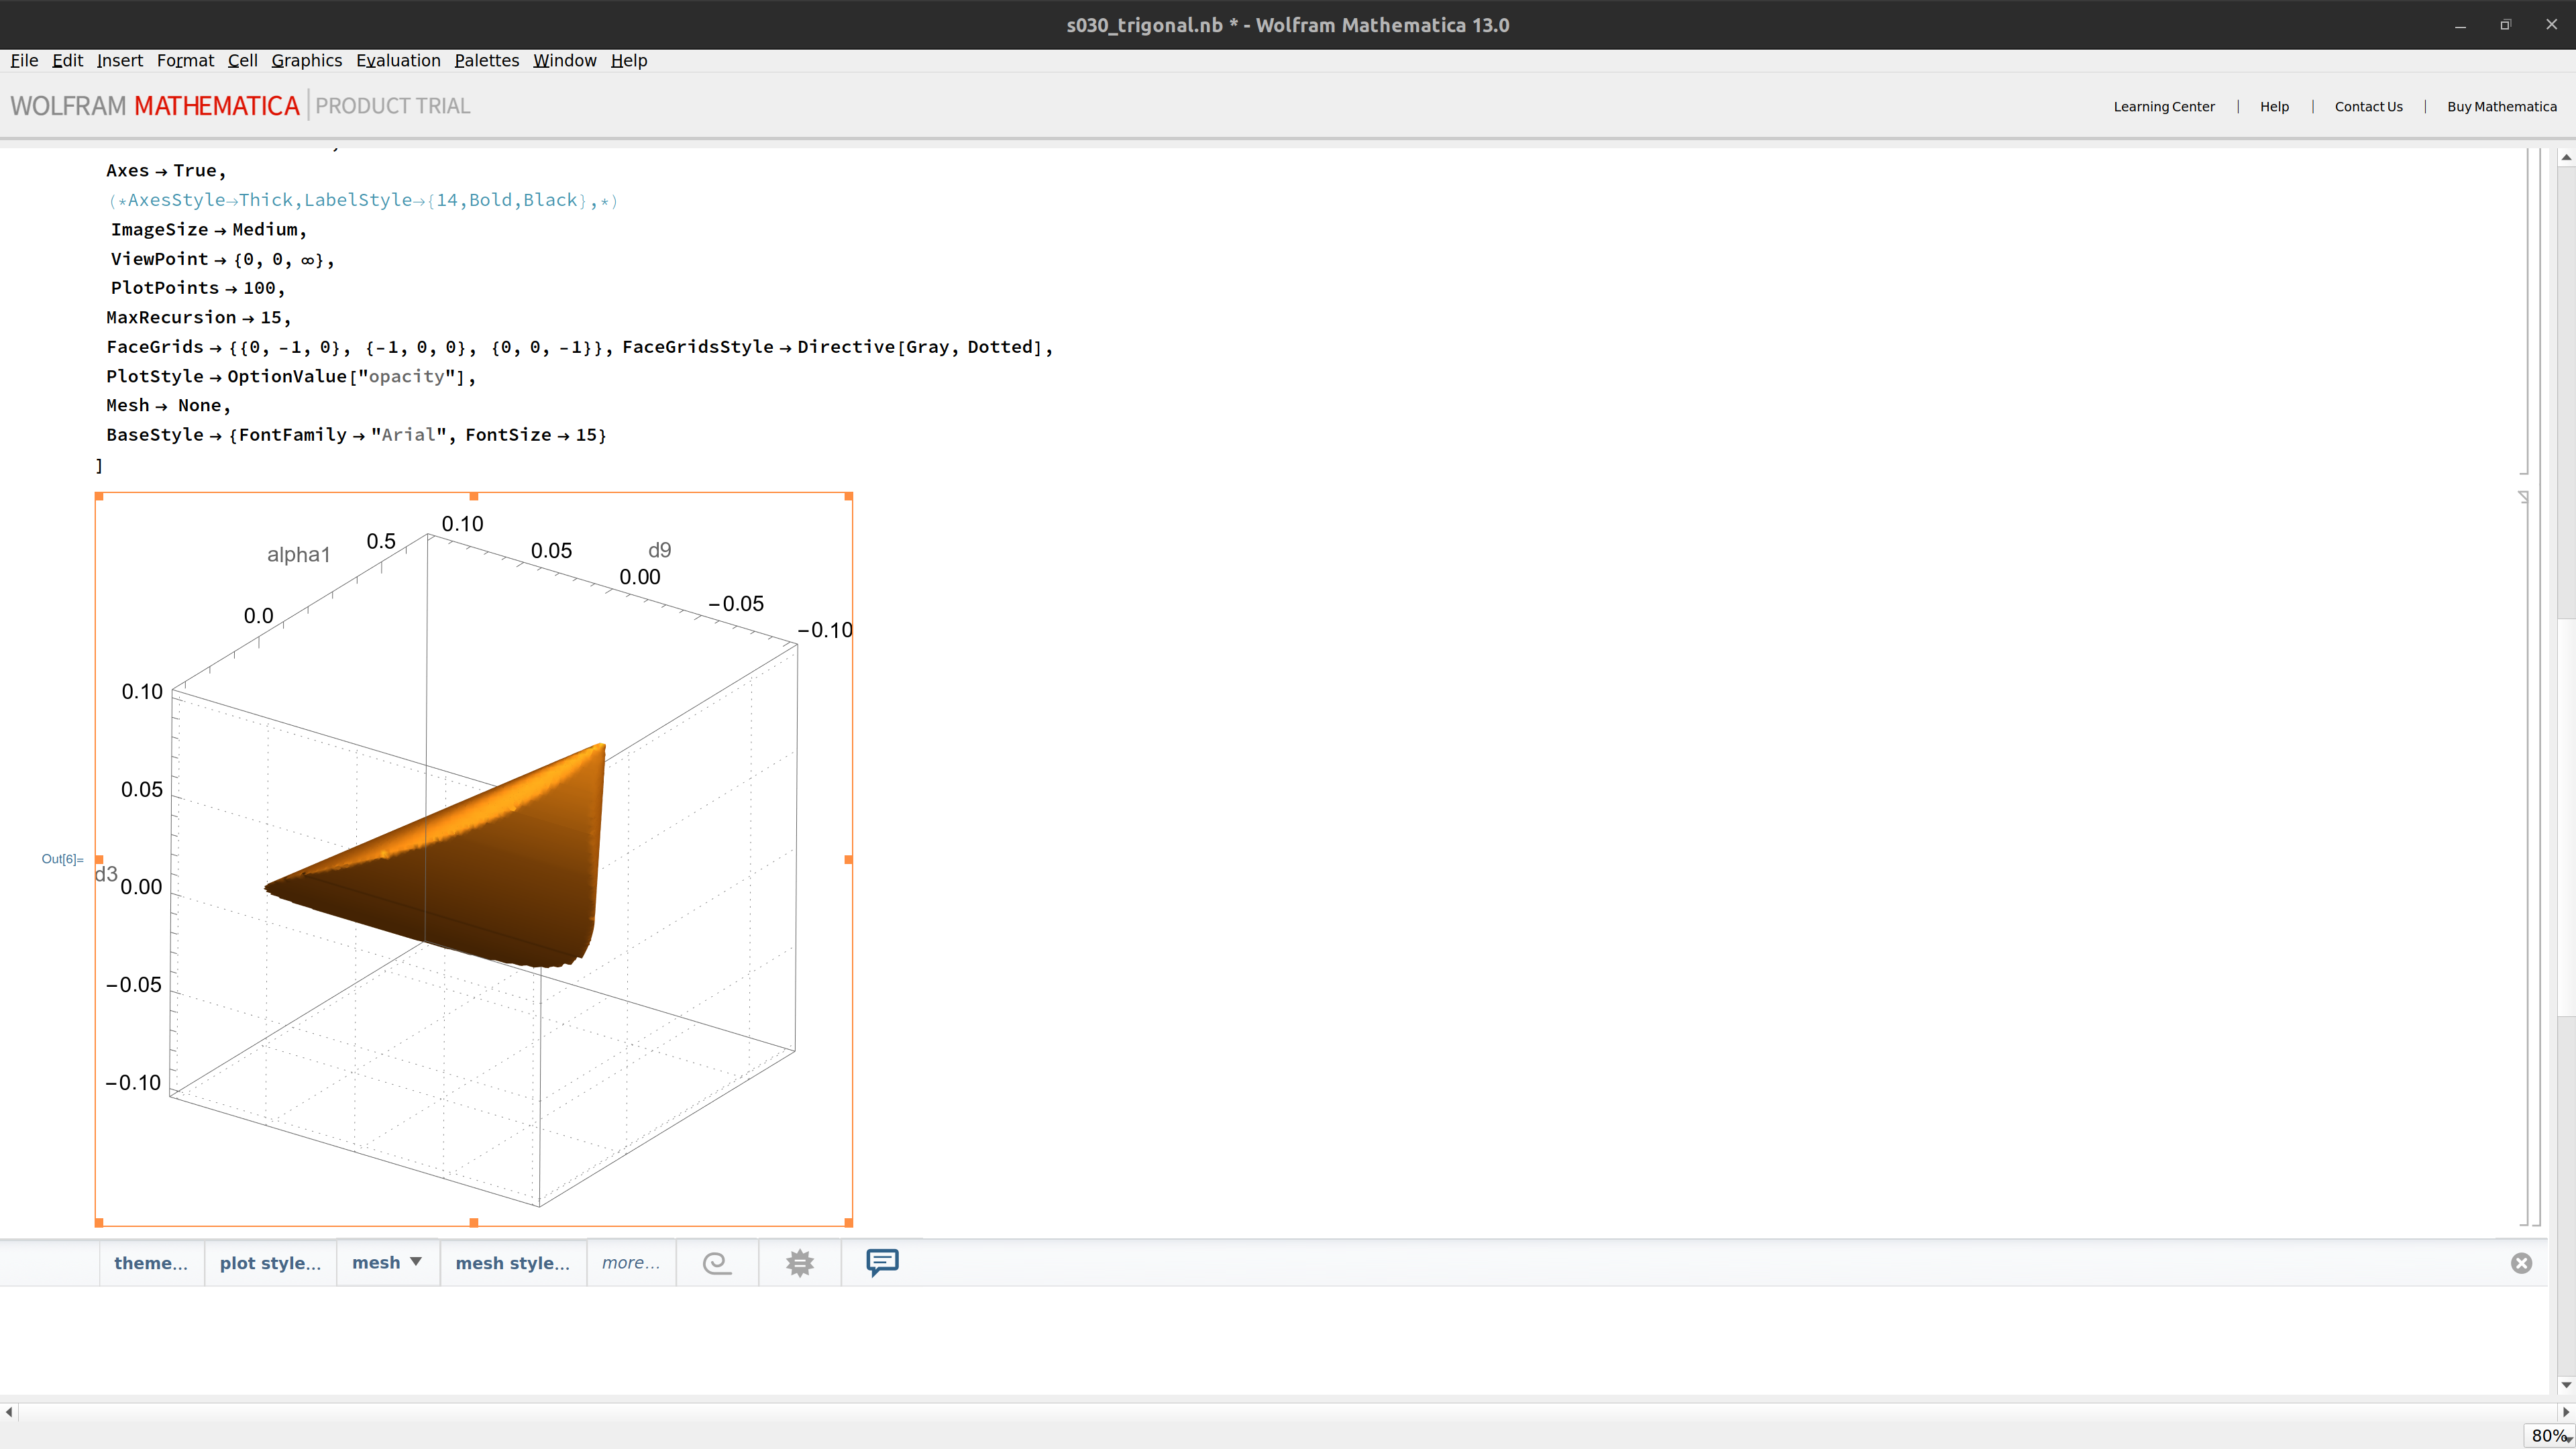 s030_trigonal.nb * - Wolfram Mathematica 13.0
File Edit Insert Format Cell Graphics Evaluation Palettes Window Help
WOLFRAM MATHEMATICA | PRODUCT TRIAL
Learning Center | Help | Contact Us | Buy Mathematica
Axes → True,
(*AxesStyle→Thick,LabelStyle→{14,Bold,Black},*)
ImageSize → Medium,
ViewPoint → {0, 0, ∞},
PlotPoints → 100,
MaxRecursion → 15,
FaceGrids → {{0, -1, 0}, {-1, 0, 0}, {0, 0, -1}}, FaceGridsStyle → Directive[Gray, Dotted],
PlotStyle → OptionValue["opacity"],
Mesh → None,
BaseStyle → {FontFamily → "Arial", FontSize → 15}
]
0.10
0.5
alpha1
0.05
d9
0.00
−0.05
0.0
−0.10
0.10
0.05
Out[6]=
d3
0.00
−0.05
−0.10
theme... plot style... mesh mesh style... more...
80%